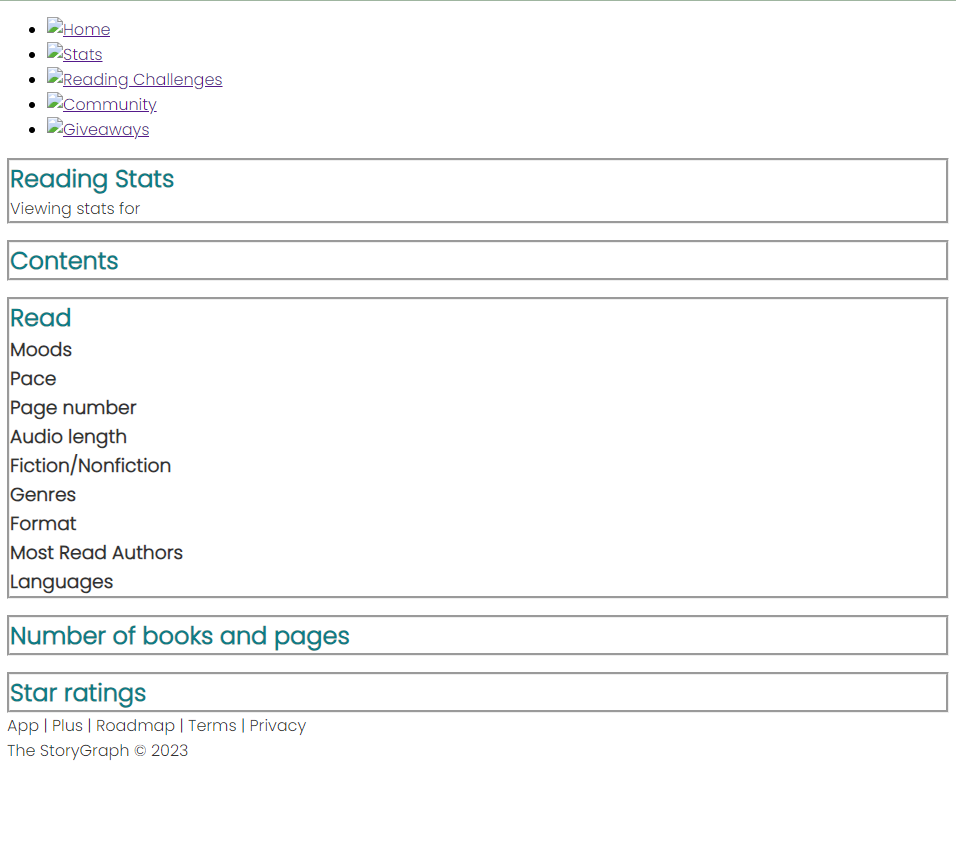 Home
Stats
Reading Challenges
Community
Giveaways
Reading Stats
Viewing stats for
Contents
Read
Moods
Pace
Page number
Audio length
Fiction/Nonfiction
Genres
Format
Most Read Authors
Languages
Number of books and pages
Star ratings
App | Plus | Roadmap | Terms | Privacy
The StoryGraph © 2023